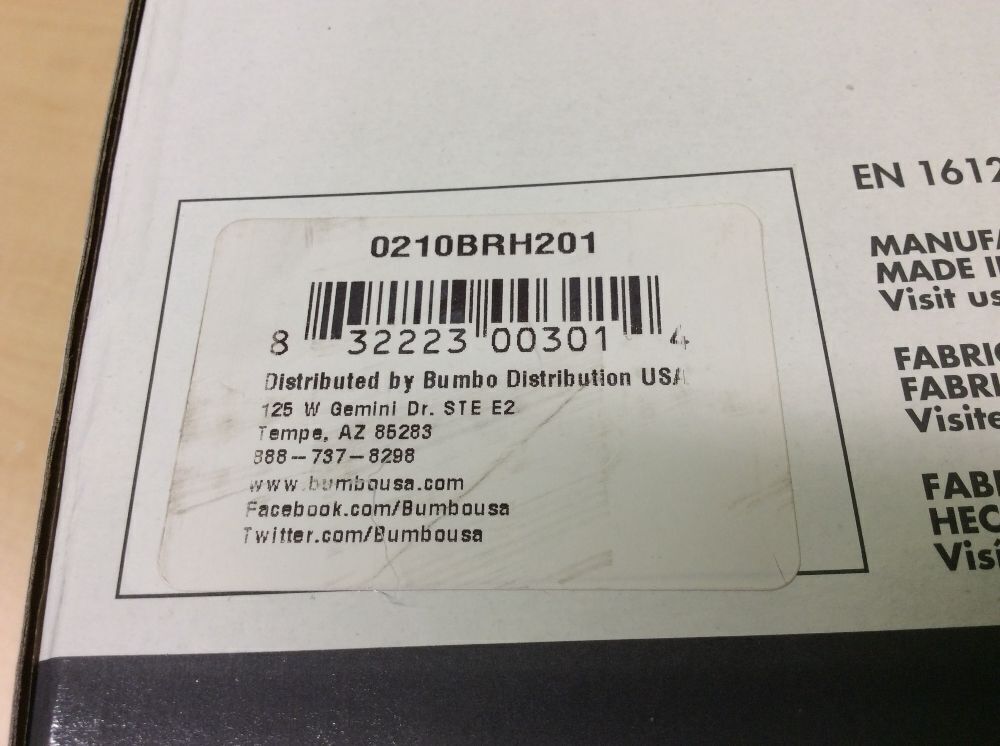 0210BRH201
8 32223 00301 4
Distributed by Bumbo Distribution USA
125 W Gemini Dr. STE E2
Tempe, AZ 85283
888-737-8298
www.bumbousa.com
Facebook.com/Bumbousa
Twitter.com/Bumbousa
EN 1612
MANUFA
MADE I
Visit us
FABRIC
FABRI
Visite
FAB
HEC
Visi